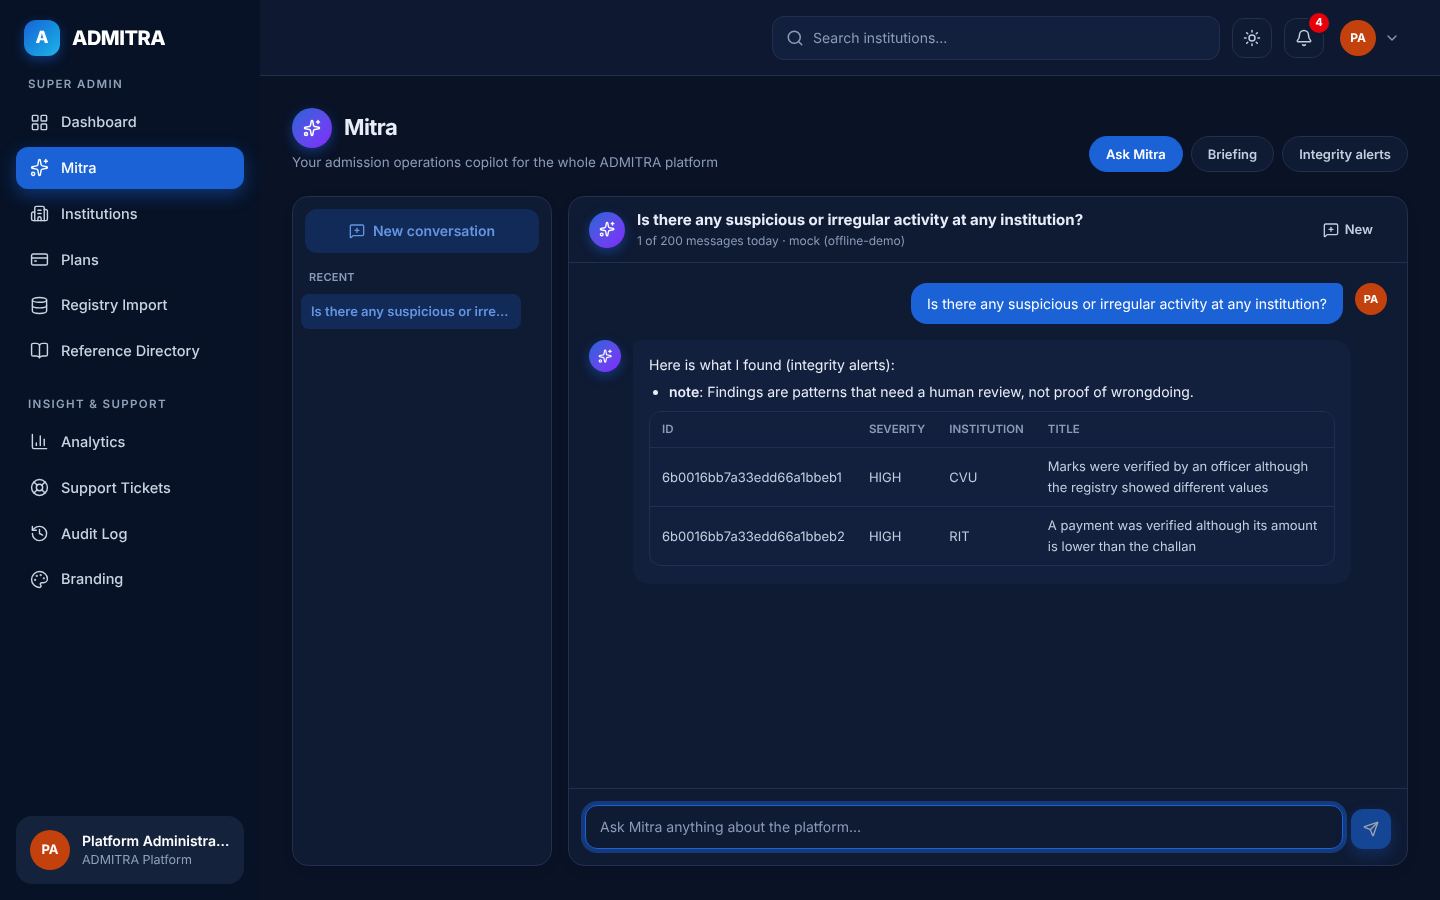 A ADMITRA
SUPER ADMIN
Dashboard
Mitra
Institutions
Plans
Registry Import
Reference Directory
INSIGHT & SUPPORT
Analytics
Support Tickets
Audit Log
Branding
PA
Platform Administra...
ADMITRA Platform
Search institutions...
4
PA
Mitra
Your admission operations copilot for the whole ADMITRA platform
Ask Mitra
Briefing
Integrity alerts
New conversation
RECENT
Is there any suspicious or irre...
Is there any suspicious or irregular activity at any institution?
1 of 200 messages today · mock (offline-demo)
New
Is there any suspicious or irregular activity at any institution?
PA
Here is what I found (integrity alerts):
• note: Findings are patterns that need a human review, not proof of wrongdoing.
ID SEVERITY INSTITUTION TITLE
6b0016bb7a33edd66a1bbeb1 HIGH CVU Marks were verified by an officer although
the registry showed different values
6b0016bb7a33edd66a1bbeb2 HIGH RIT A payment was verified although its amount
is lower than the challan
Ask Mitra anything about the platform...